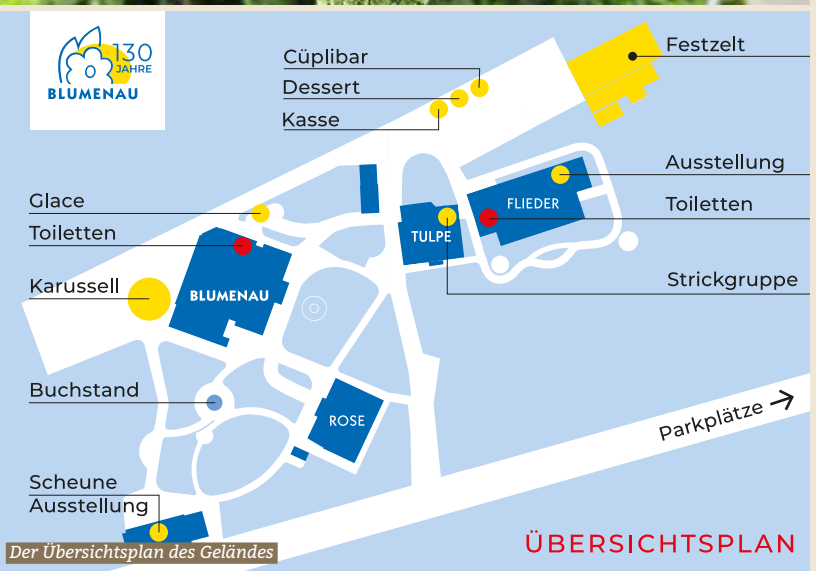 130
JAHRE
BLUMENAU
Cüplibar
Dessert
Kasse
Festzelt
Ausstellung
Toiletten
Strickgruppe
Glace
Toiletten
Karussell
Buchstand
Scheune
Ausstellung
FLIEDER
TULPE
BLUMENAU
ROSE
Parkplätze
Der Übersichtsplan des Geländes
ÜBERSICHTSPLAN